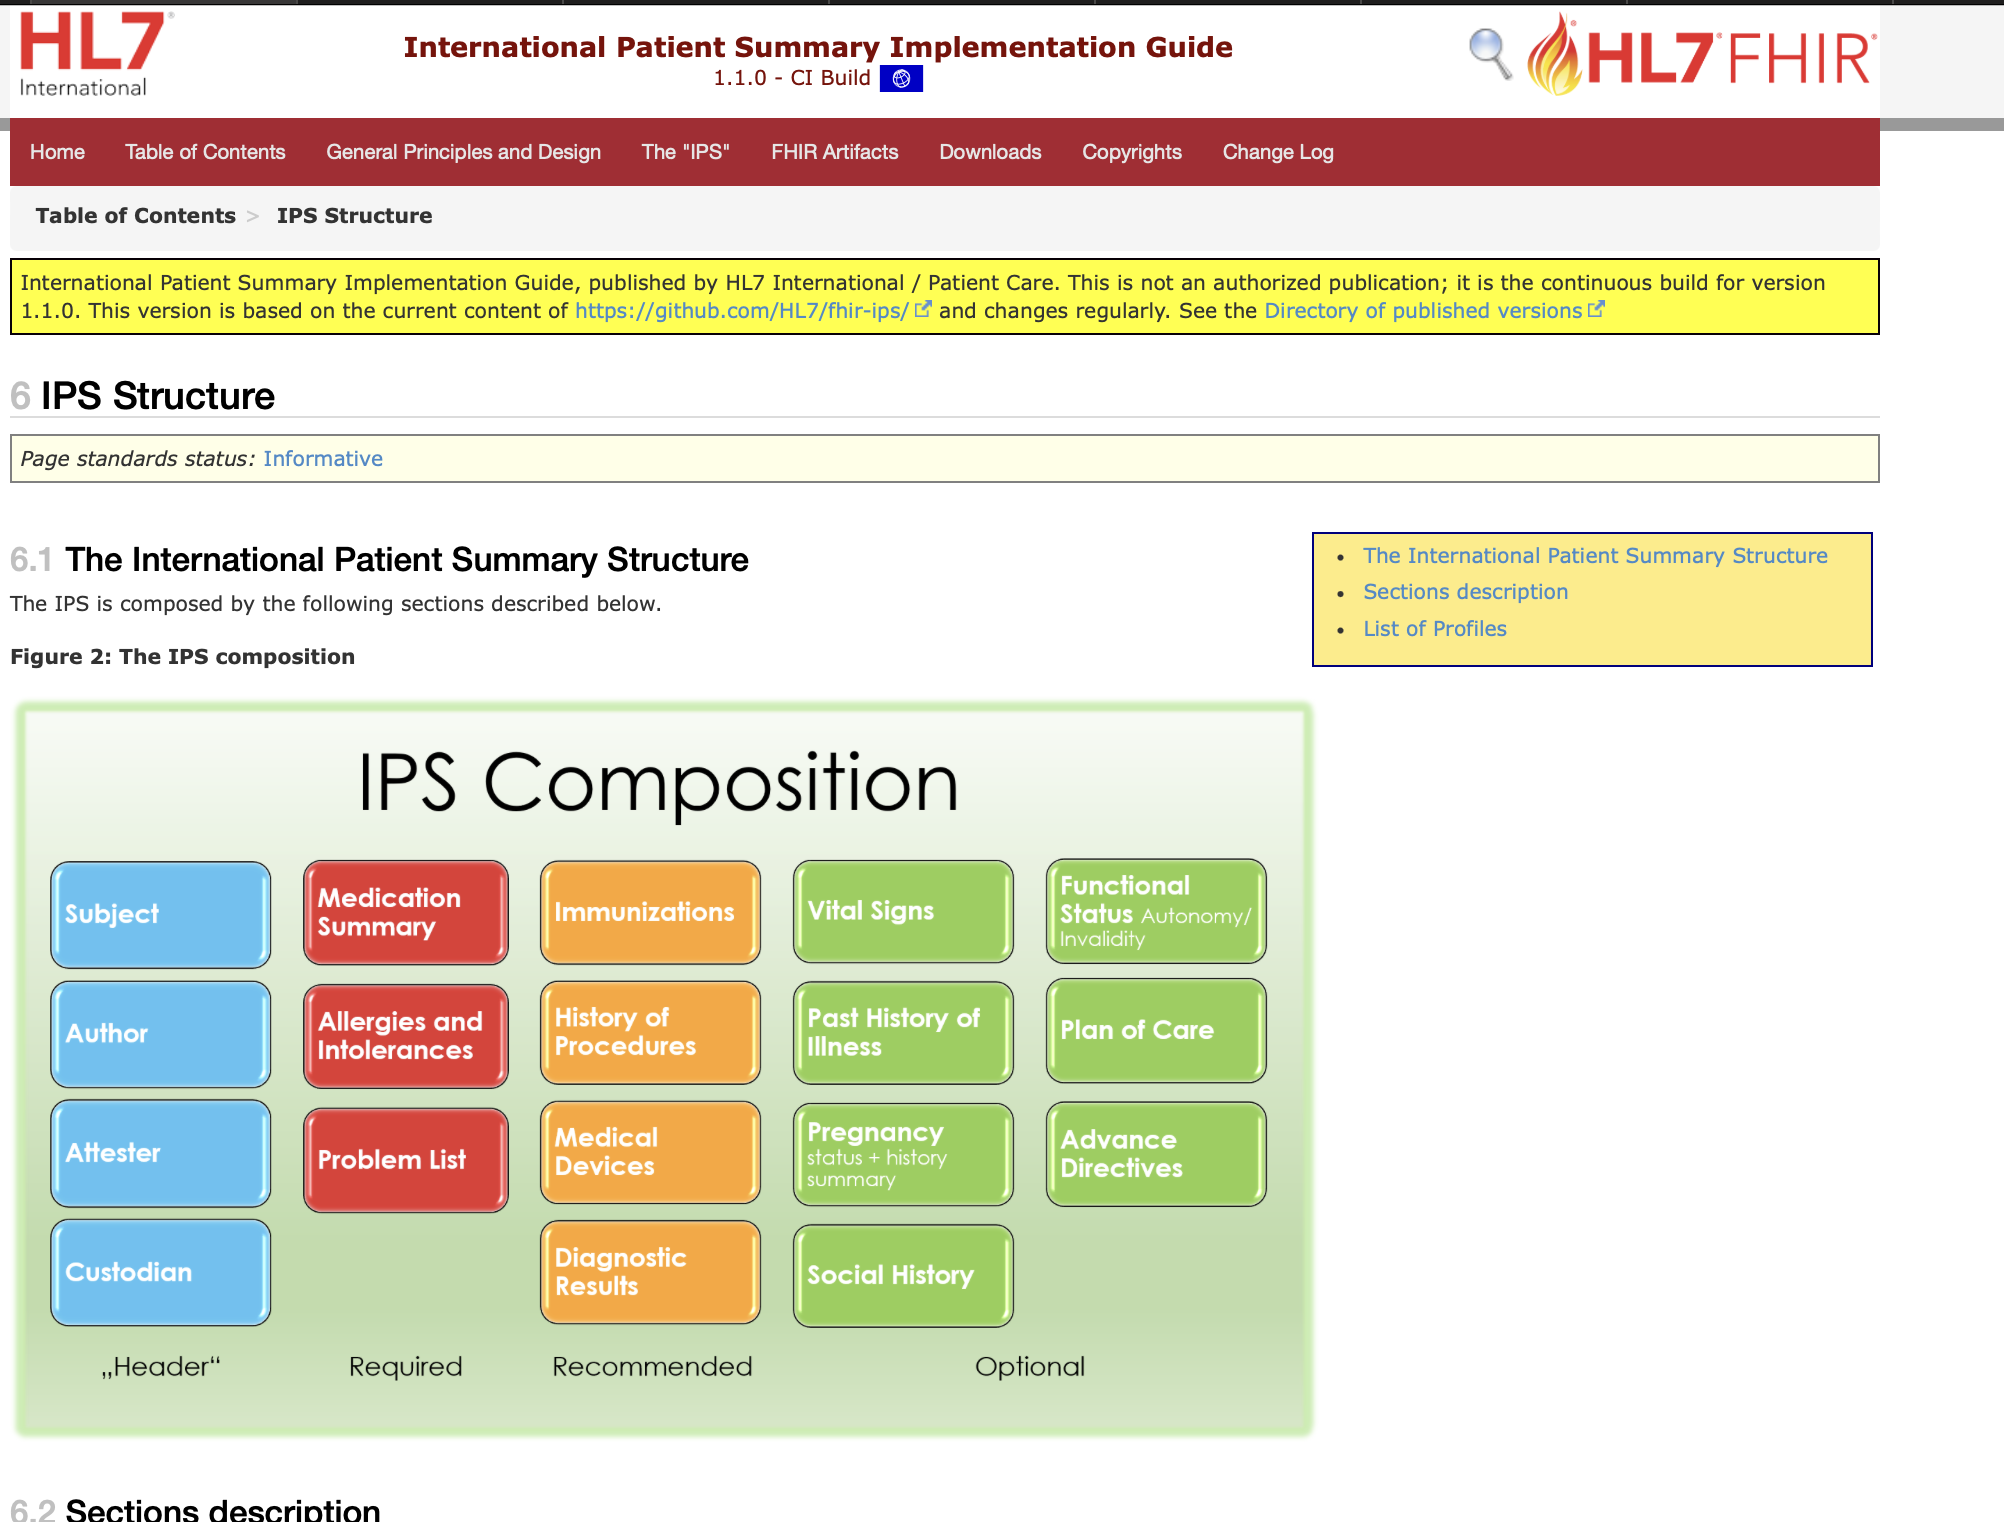 HL7®
International
International Patient Summary Implementation Guide
1.1.0 - CI Build
HL7® FHIR®
Home Table of Contents General Principles and Design The "IPS" FHIR Artifacts Downloads Copyrights Change Log
Table of Contents > IPS Structure
International Patient Summary Implementation Guide, published by HL7 International / Patient Care. This is not an authorized publication; it is the continuous build for version
1.1.0. This version is based on the current content of https://github.com/HL7/fhir-ips/ and changes regularly. See the Directory of published versions
6 IPS Structure
Page standards status: Informative
6.1 The International Patient Summary Structure
The IPS is composed by the following sections described below.
Figure 2: The IPS composition
• The International Patient Summary Structure
• Sections description
• List of Profiles
IPS Composition
Subject
Author
Attester
Custodian
„Header“
Medication
Summary
Allergies and
Intolerances
Problem List
Required
Immunizations
History of
Procedures
Medical
Devices
Diagnostic
Results
Recommended
Vital Signs
Past History of
Illness
Pregnancy
status + history
summary
Social History
Functional
Status Autonomy/
Invalidity
Plan of Care
Advance
Directives
Optional
6.2 Sections description